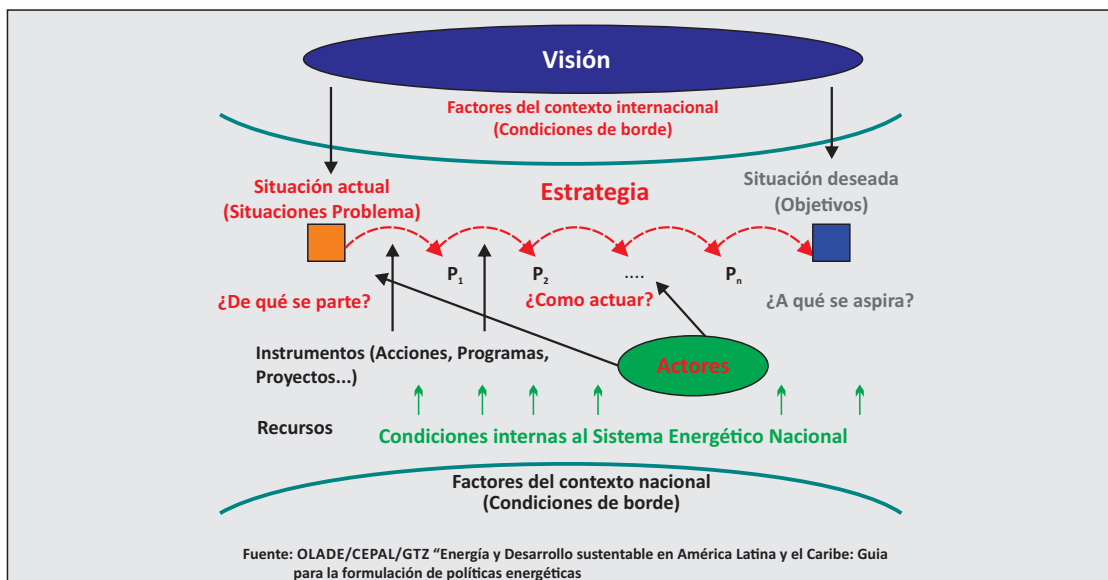 Visión
Factores del contexto internacional
(Condiciones de borde)
Situación actual
(Situaciones Problema)
Estrategia
Situación deseada
(Objetivos)
P1
P2
....
Pn
¿De qué se parte?
¿Como actuar?
¿A qué se aspira?
Instrumentos (Acciones, Programas,
Proyectos...)
Actores
Recursos
Condiciones internas al Sistema Energético Nacional
Factores del contexto nacional
(Condiciones de borde)
Fuente: OLADE/CEPAL/GTZ “Energía y Desarrollo sustentable en América Latina y el Caribe: Guia
para la formulación de políticas energéticas